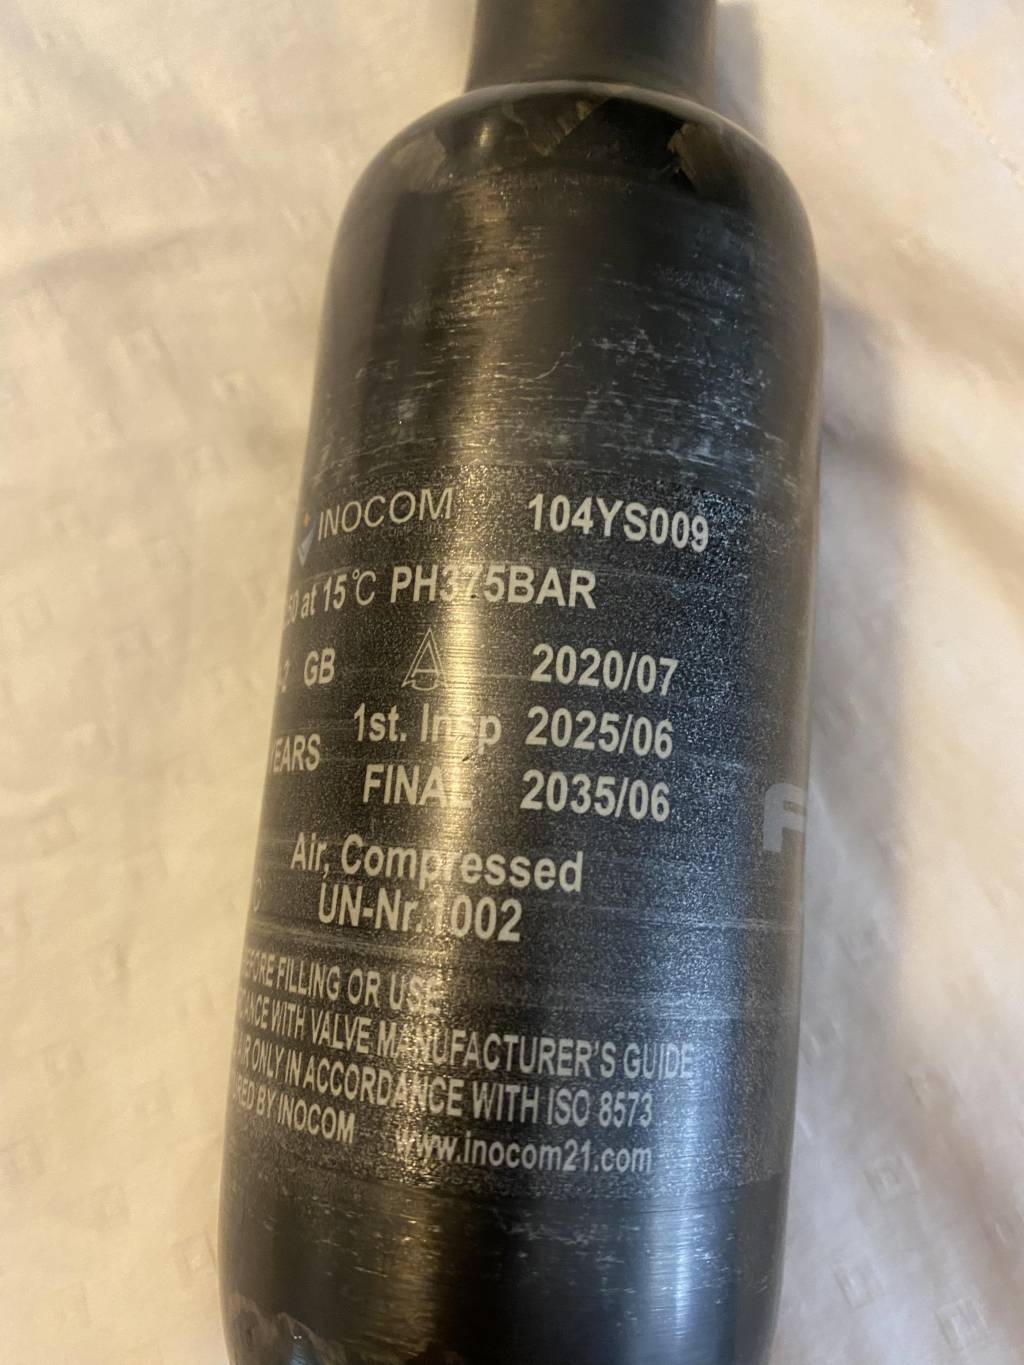 INOCOM 104YS009
at 15°C PH375BAR
GB 2020/07
1st. Insp 2025/06
FINAL 2035/06
Air, Compressed
UN-Nr.1002
FILLING OR USE
WITH VALVE MANUFACTURER'S GUIDE
ONLY IN ACCORDANCE WITH ISO 8573
BY INOCOM
www.inocom21.com